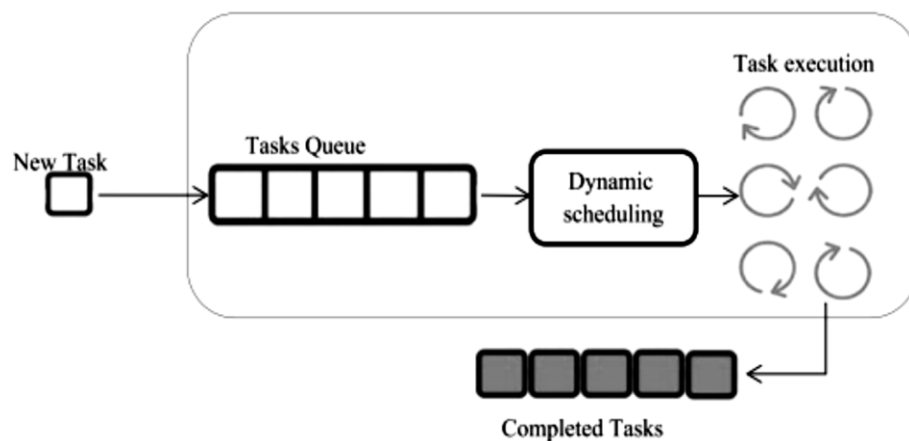 Task execution
Tasks Queue
New Task
Dynamic
scheduling
Completed Tasks